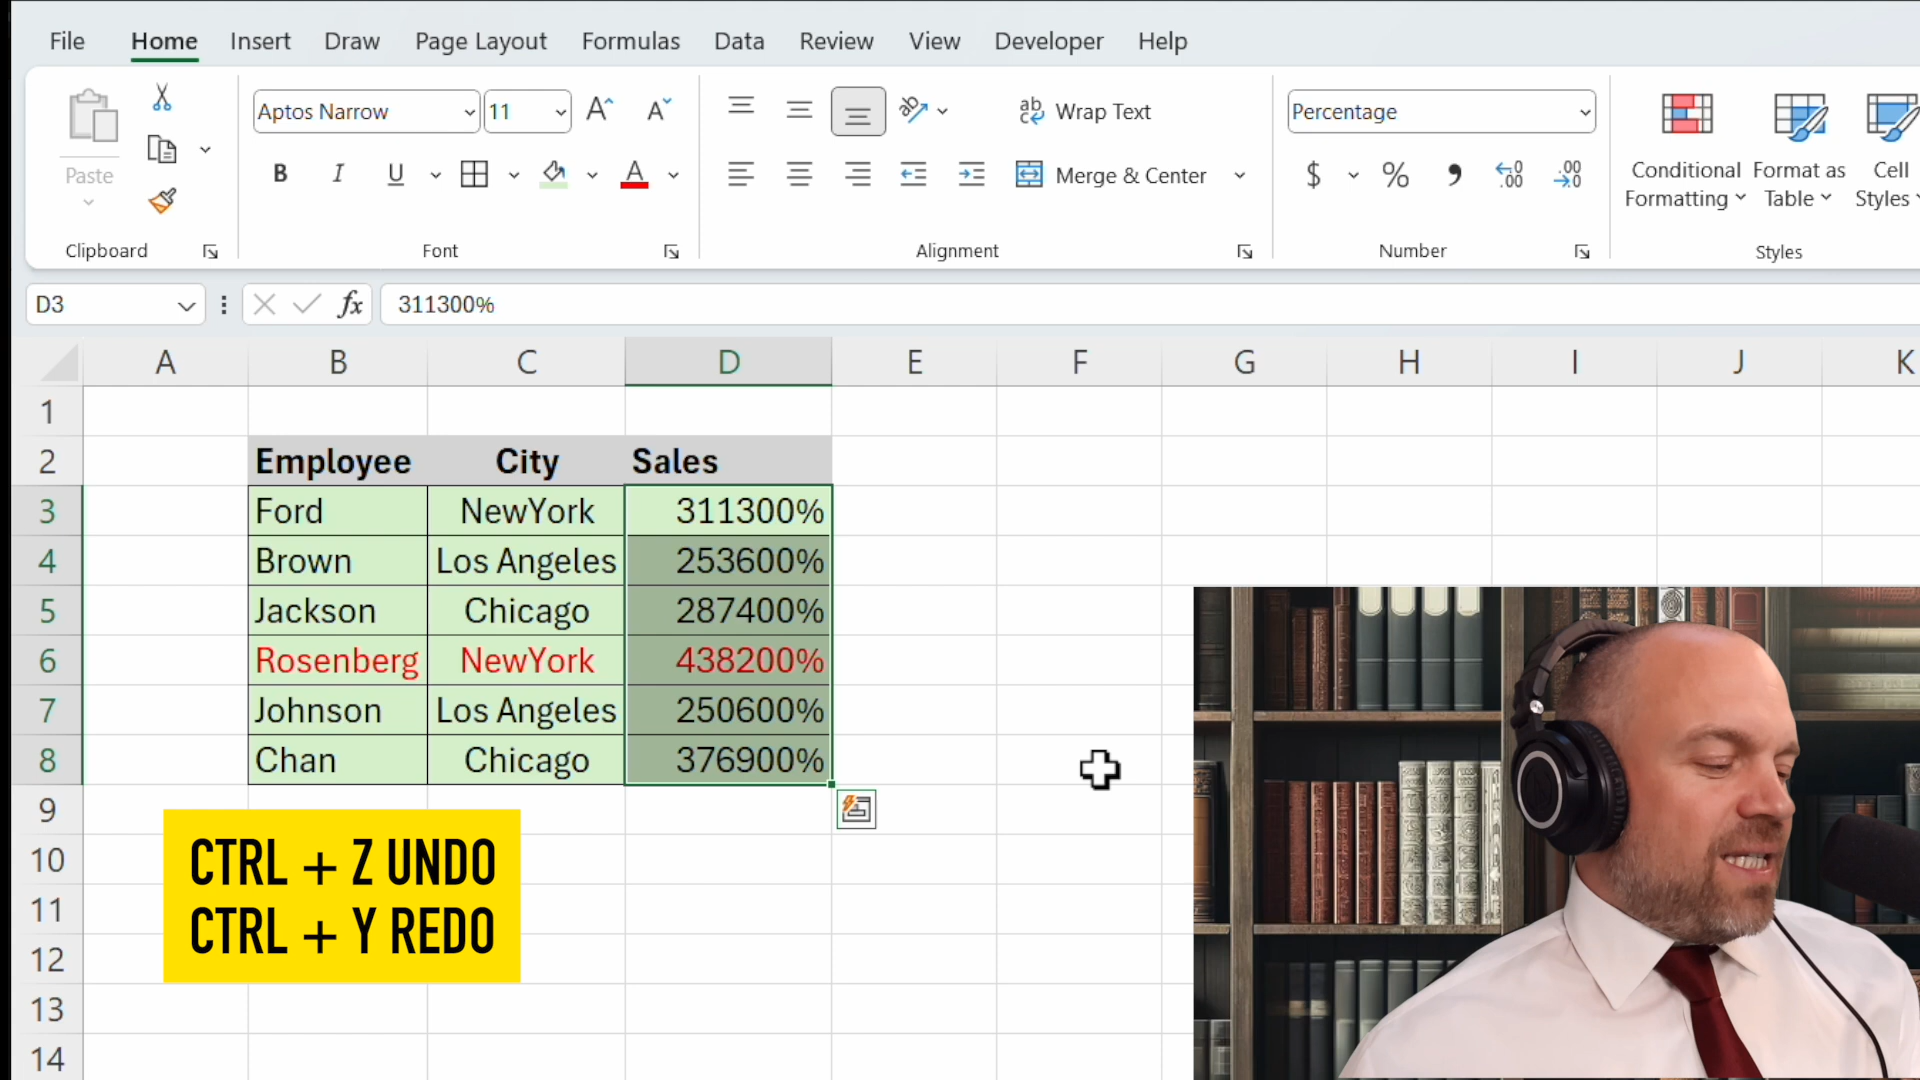 File Home Insert Draw Page Layout Formulas Data Review View Developer Help
Aptos Narrow 11 Wrap Text Percentage
Paste B I U Merge & Center $ % Conditional Formatting Format as Table Cell Styles
Clipboard Font Alignment Number Styles
D3 fx 311300%
A B C D E F G H I J K
1
2 Employee City Sales
3 Ford NewYork 311300%
4 Brown Los Angeles 253600%
5 Jackson Chicago 287400%
6 Rosenberg NewYork 438200%
7 Johnson Los Angeles 250600%
8 Chan Chicago 376900%
9
10
11
12
13
14
CTRL + Z UNDO
CTRL + Y REDO